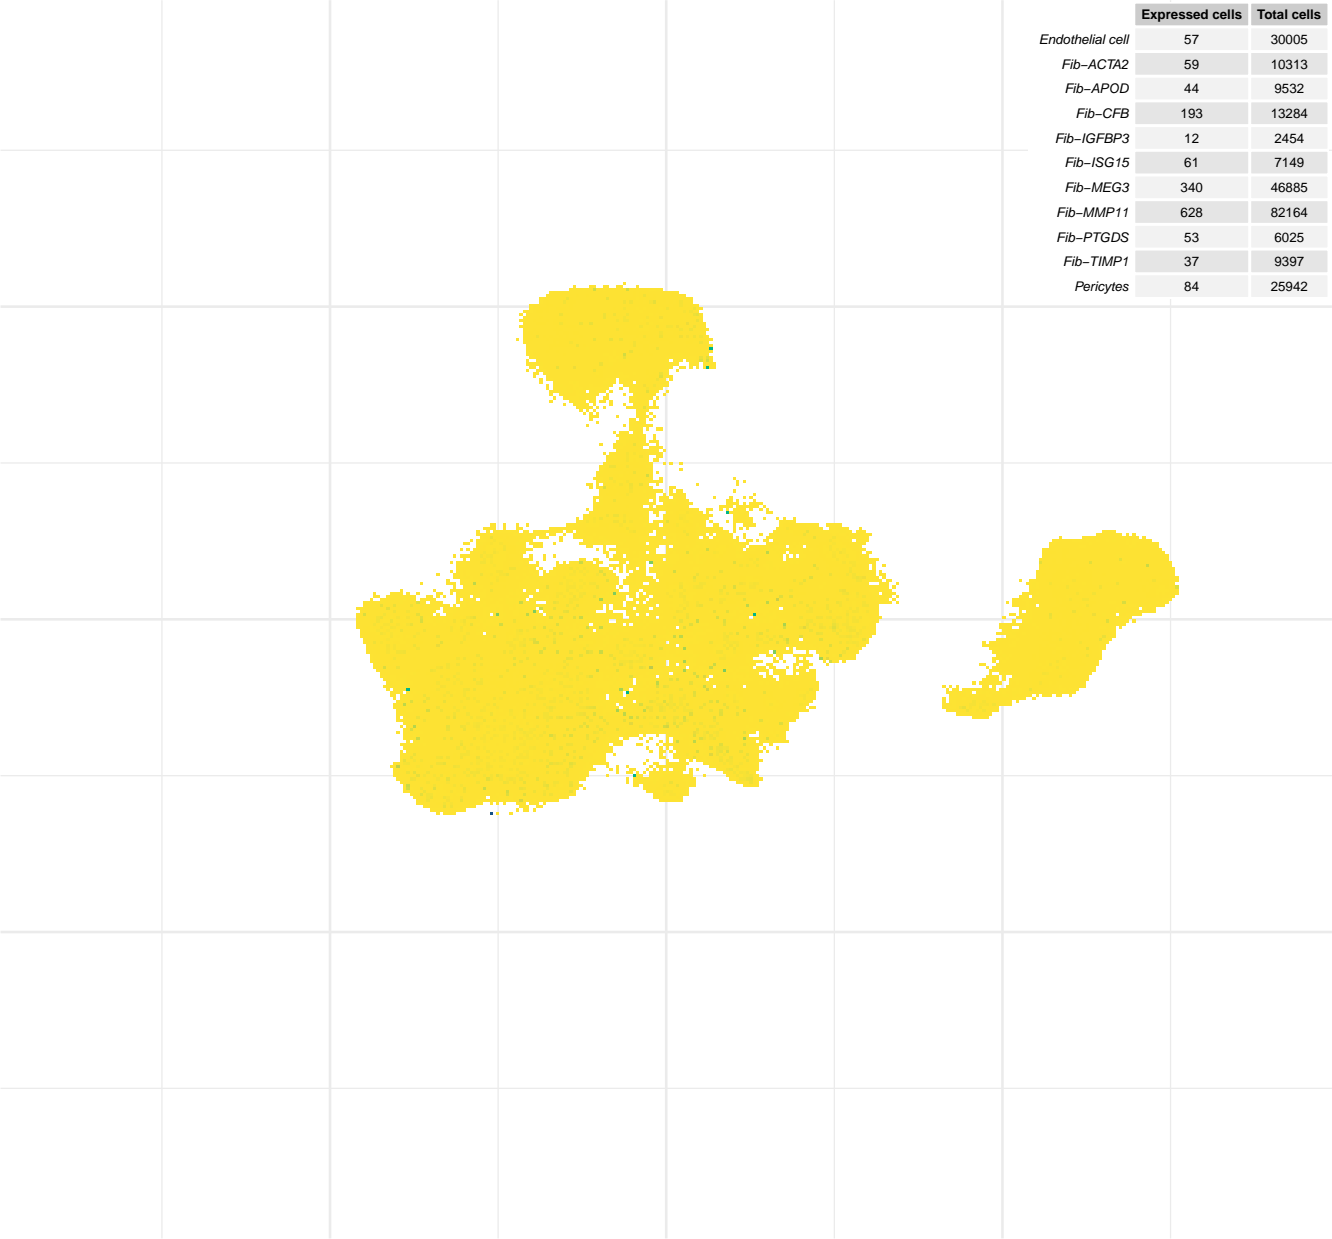 Expressed cells Total cells
Endothelial cell 57 30005
Fib−ACTA2 59 10313
Fib−APOD 44 9532
Fib−CFB 193 13284
Fib−IGFBP3 12 2454
Fib−ISG15 61 7149
Fib−MEG3 340 46885
Fib−MMP11 628 82164
Fib−PTGDS 53 6025
Fib−TIMP1 37 9397
Pericytes 84 25942